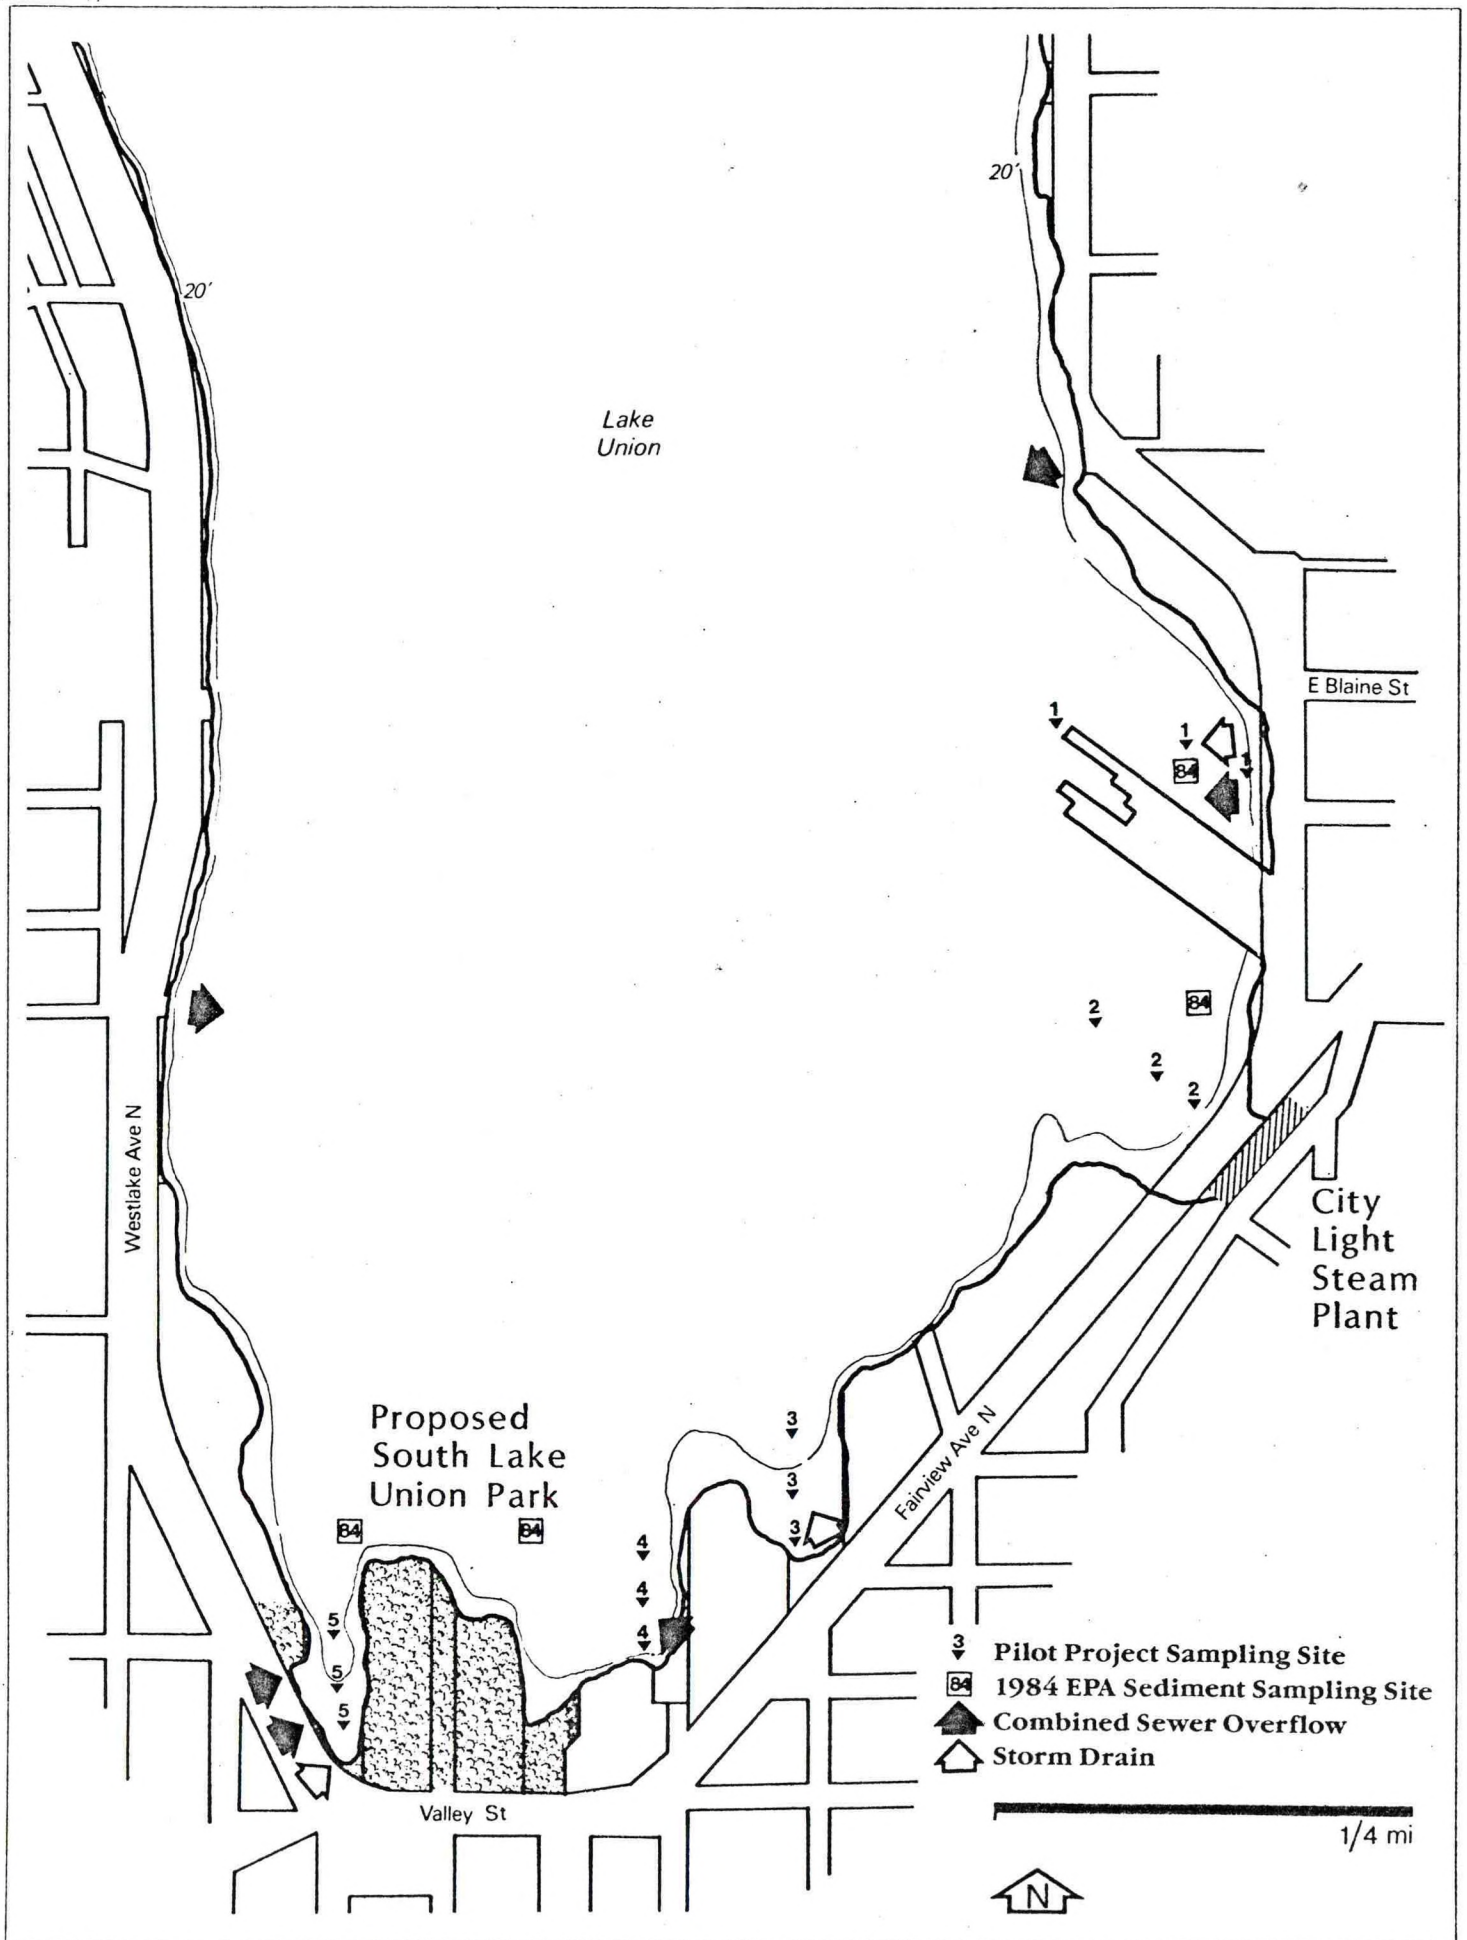 20'
20'
Lake
Union
E Blaine St
1
1
1
84
84
2
2
2
Westlake Ave N
City
Light
Steam
Plant
Proposed
South Lake
Union Park
Fairview Ave N
3
3
3
84
84
4
4
4
5
5
5
3 Pilot Project Sampling Site
84 1984 EPA Sediment Sampling Site
Combined Sewer Overflow
Storm Drain
Valley St
1/4 mi
N